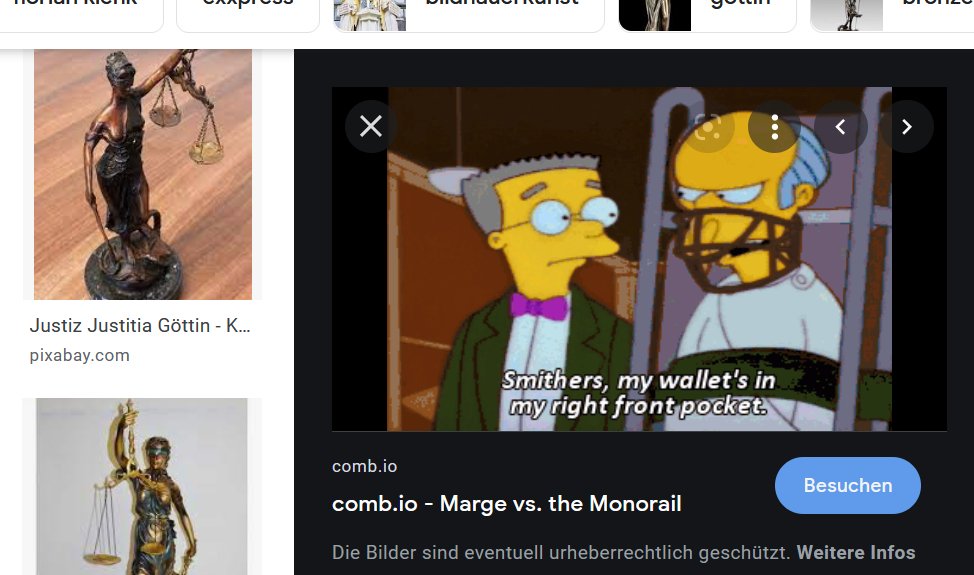 florian klenk
exxpress
bildhauerkunst
göttin
bronze
Justiz Justitia Göttin - K...
pixabay.com
Smithers, my wallet's in
my right front pocket.
comb.io
comb.io - Marge vs. the Monorail
Besuchen
Die Bilder sind eventuell urheberrechtlich geschützt. Weitere Infos